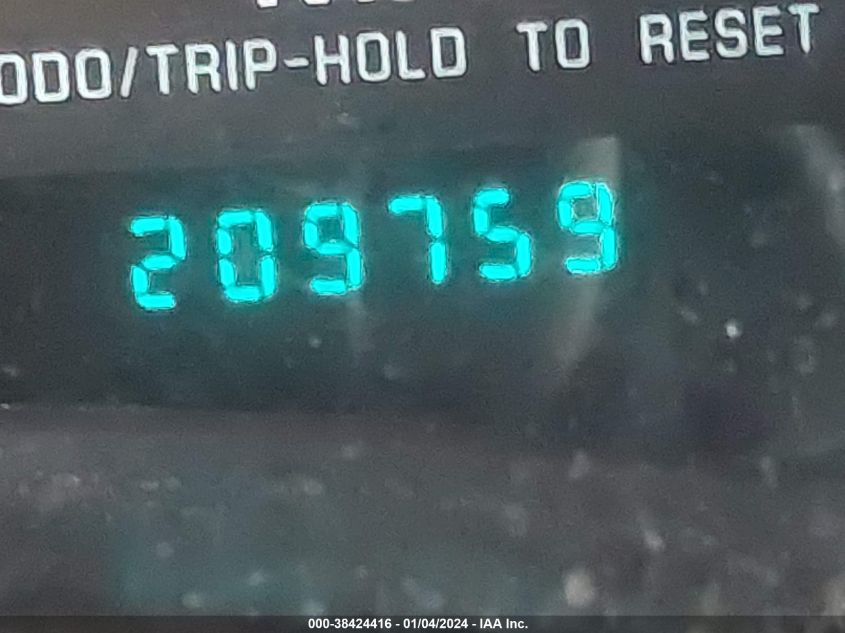 ODO/TRIP-HOLD TO RESET
209759
000-38424416 - 01/04/2024 - IAA Inc.